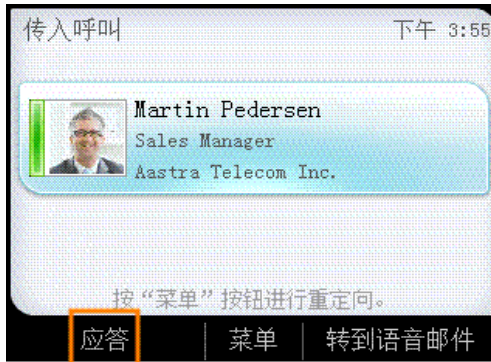 传入呼叫 下午 3:55
Martin Pedersen
Sales Manager
Aastra Telecom Inc.
按“菜单”按钮进行重定向。
应答 菜单 转到语音邮件